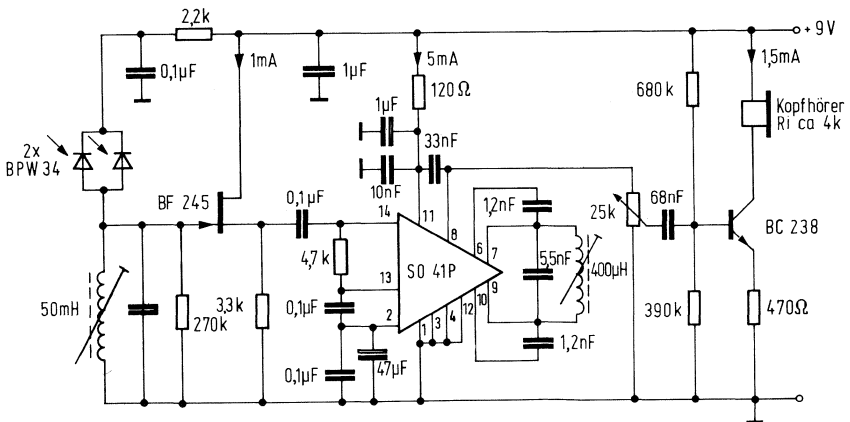 2,2k
+ 9V
0,1µF
1mA
1µF
5mA
120Ω
680k
1,5mA
Kopfhörer
Ri ca 4k
2x
BPW 34
1µF
33nF
10nF
BF 245
0,1µF
14
11
8
1,2nF
25k
68nF
BC 238
4,7k
SO 41P
6
7
5,5nF
400µH
13
50mH
3,3k
270k
0,1µF
2
1
3
4
12
10
9
390k
470Ω
0,1µF
47µF
1,2nF